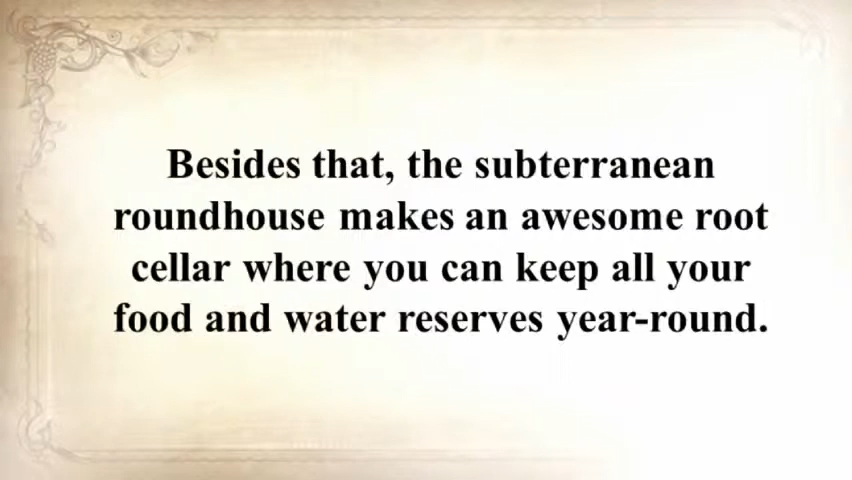 Besides that, the subterranean
roundhouse makes an awesome root
cellar where you can keep all your
food and water reserves year-round.